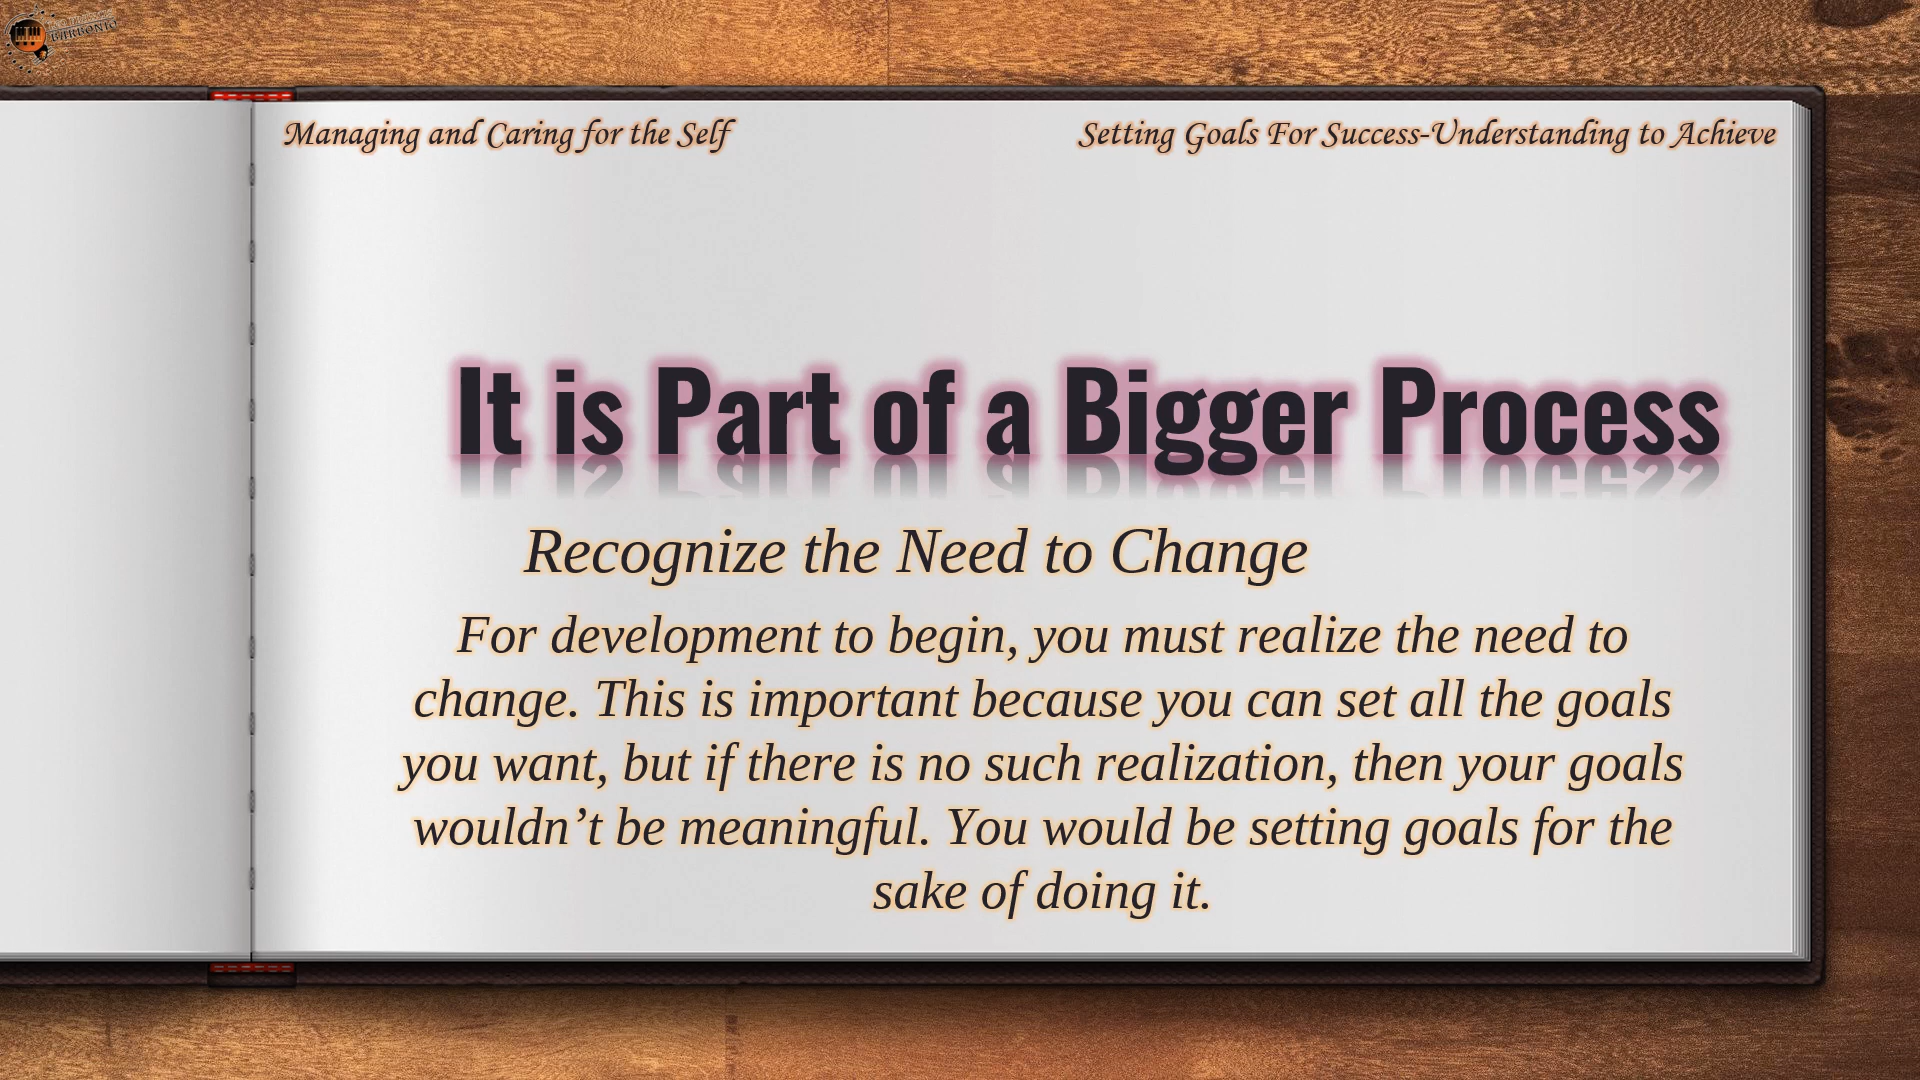 BARBONIO
Managing and Caring for the Self
Setting Goals For Success-Understanding to Achieve
It is Part of a Bigger Process
Recognize the Need to Change
For development to begin, you must realize the need to
change. This is important because you can set all the goals
you want, but if there is no such realization, then your goals
wouldn’t be meaningful. You would be setting goals for the
sake of doing it.